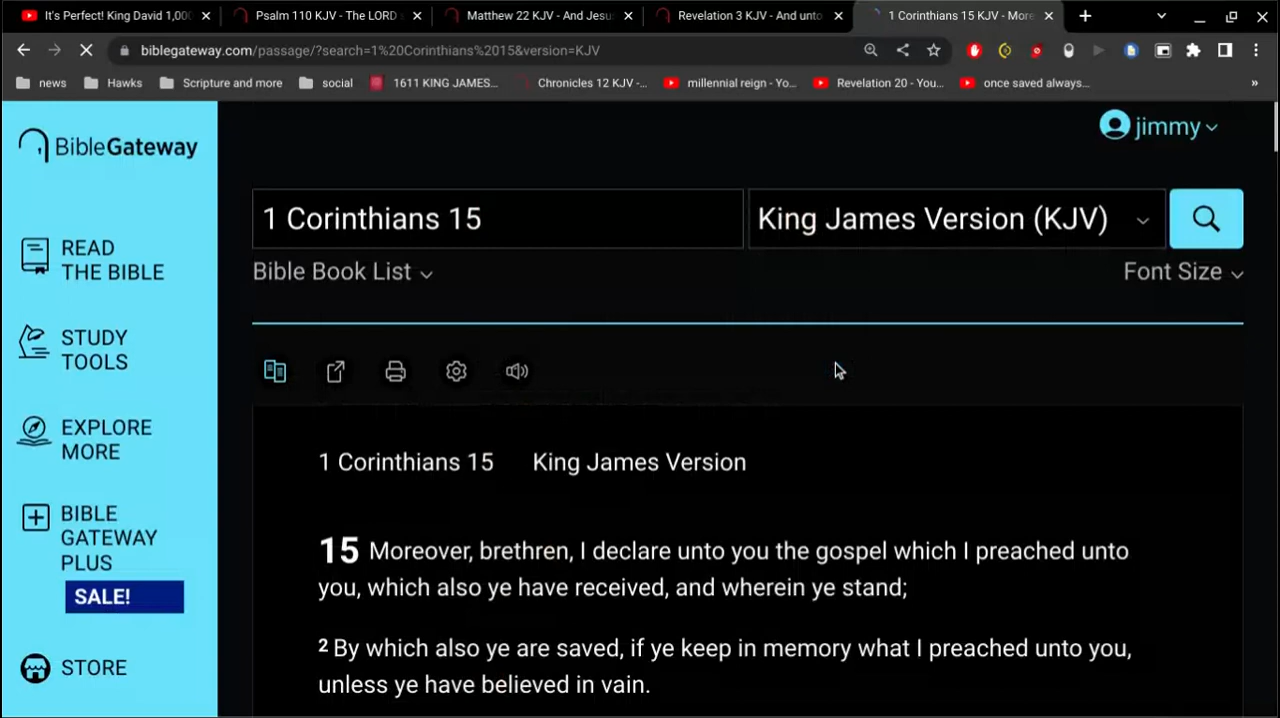 It's Perfect! King David 1,000
Psalm 110 KJV - The LORD s
Matthew 22 KJV - And Jesu
Revelation 3 KJV - And unto
1 Corinthians 15 KJV - More
biblegateway.com/passage/?search=1%20Corinthians%2015&version=KJV
news
Hawks
Scripture and more
social
1611 KING JAMES...
Chronicles 12 KJV -...
millennial reign - Yo...
Revelation 20 - You...
once saved always...
»
BibleGateway
jimmy
1 Corinthians 15
King James Version (KJV)
Bible Book List
Font Size
READ
THE BIBLE
STUDY
TOOLS
EXPLORE
MORE
BIBLE
GATEWAY
PLUS
SALE!
STORE
1 Corinthians 15 King James Version
15 Moreover, brethren, I declare unto you the gospel which I preached unto
you, which also ye have received, and wherein ye stand;
2 By which also ye are saved, if ye keep in memory what I preached unto you,
unless ye have believed in vain.